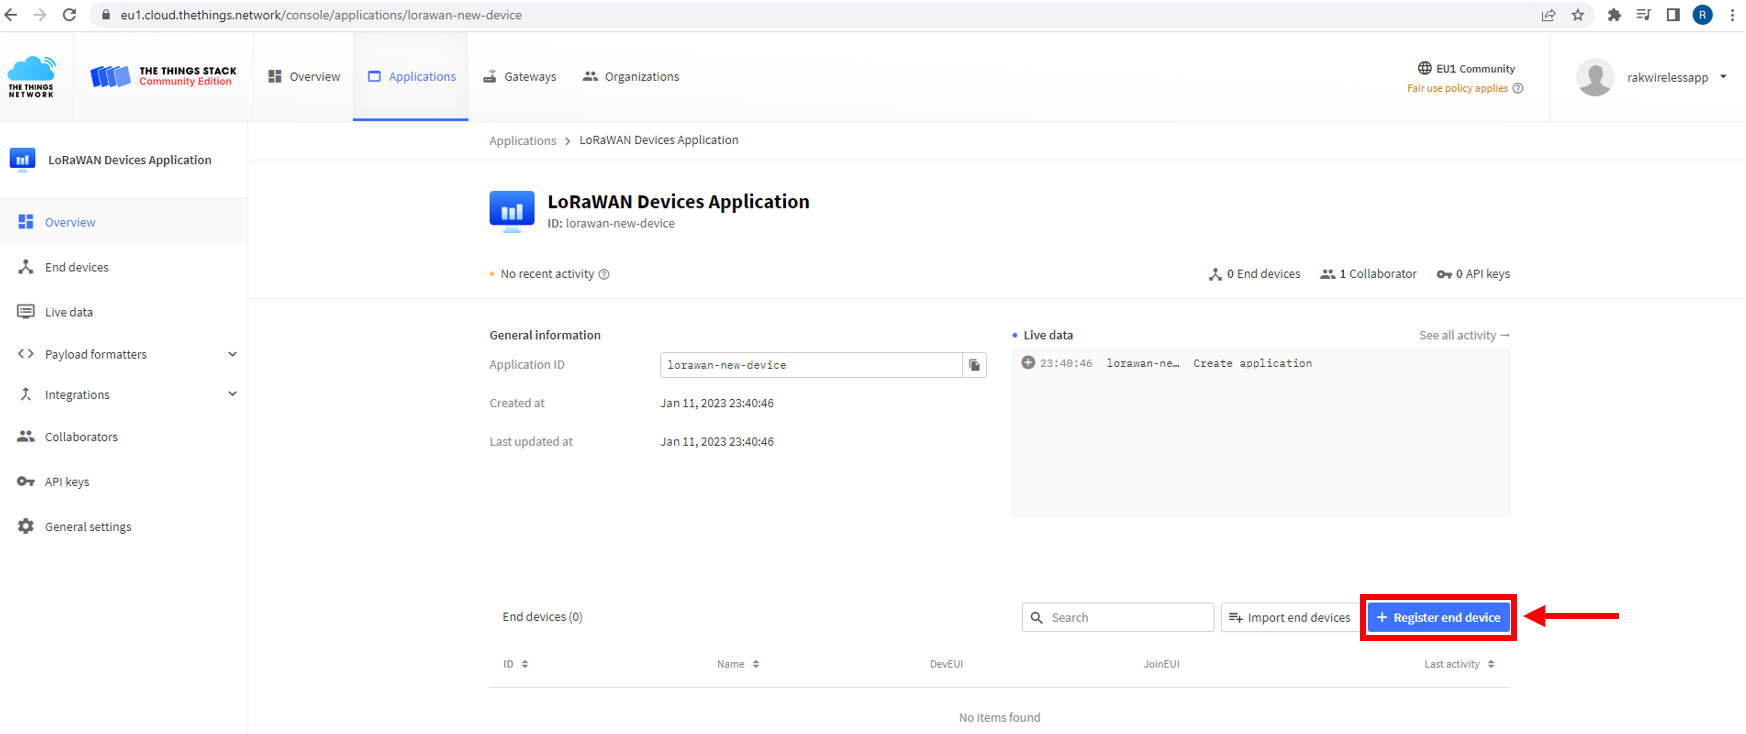 eu1.cloud.thethings.network/console/applications/lorawan-new-device
R
THE THINGS
NETWORK
THE THINGS STACK
Community Edition
Overview
Applications
Gateways
Organizations
EU1 Community
Fair use policy applies
rakwirelessapp
LoRaWAN Devices Application
Overview
End devices
Live data
Payload formatters
Integrations
Collaborators
API keys
General settings
Applications > LoRaWAN Devices Application
LoRaWAN Devices Application
ID: lorawan-new-device
No recent activity
0 End devices
1 Collaborator
0 API keys
General information
Application ID
lorawan-new-device
Created at
Jan 11, 2023 23:40:46
Last updated at
Jan 11, 2023 23:40:46
Live data
See all activity →
23:40:46 lorawan-ne… Create application
End devices (0)
Search
Import end devices
+ Register end device
ID Name DevEUI JoinEUI Last activity
No items found